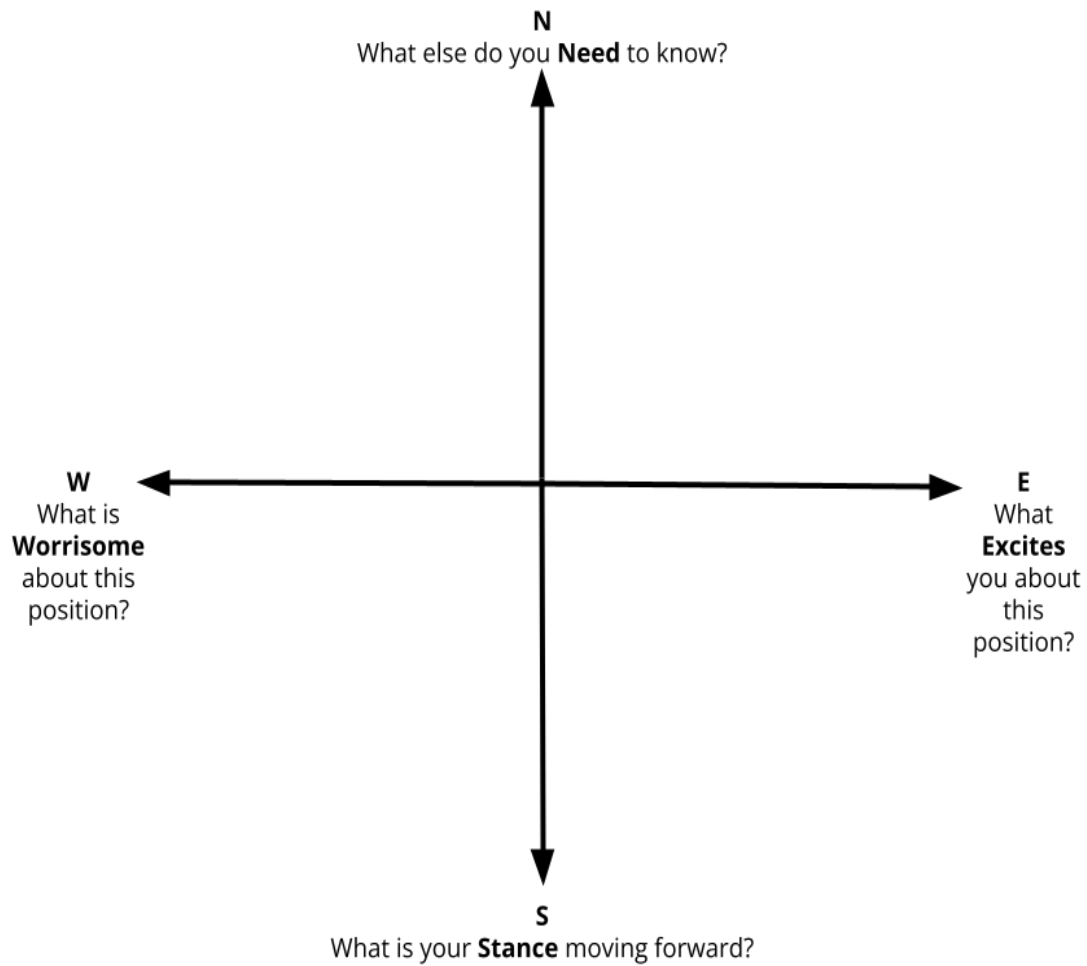 N
What else do you Need to know?
W
What is
Worrisome
about this
position?
E
What
Excites
you about
this
position?
S
What is your Stance moving forward?